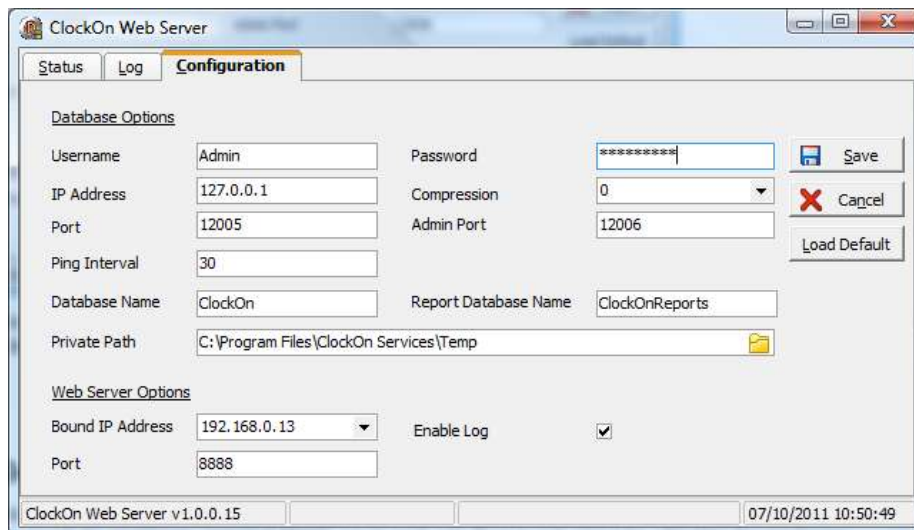 ClockOn Web Server
Status Log Configuration
Database Options
Username Admin Password *********
Save
IP Address 127.0.0.1 Compression 0
Cancel
Port 12005 Admin Port 12006
Load Default
Ping Interval 30
Database Name ClockOn Report Database Name ClockOnReports
Private Path C:\Program Files\ClockOn Services\Temp
Web Server Options
Bound IP Address 192.168.0.13 Enable Log
Port 8888
ClockOn Web Server v1.0.0.15 07/10/2011 10:50:49